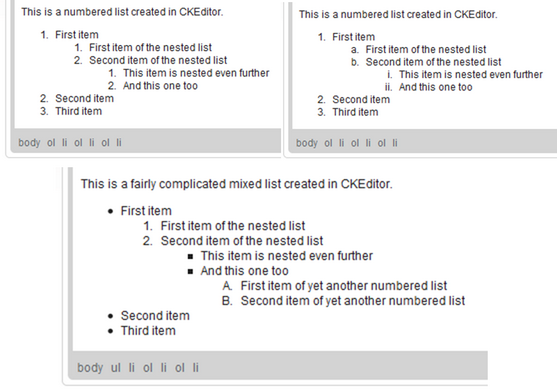 This is a numbered list created in CKEditor.
1. First item
1. First item of the nested list
2. Second item of the nested list
1. This item is nested even further
2. And this one too
2. Second item
3. Third item
body ol li ol li ol li
This is a numbered list created in CKEditor.
1. First item
a. First item of the nested list
b. Second item of the nested list
i. This item is nested even further
ii. And this one too
2. Second item
3. Third item
body ol li ol li ol li
This is a fairly complicated mixed list created in CKEditor.
• First item
1. First item of the nested list
2. Second item of the nested list
▪ This item is nested even further
▪ And this one too
A. First item of yet another numbered list
B. Second item of yet another numbered list
• Second item
• Third item
body ul li ol li ol li